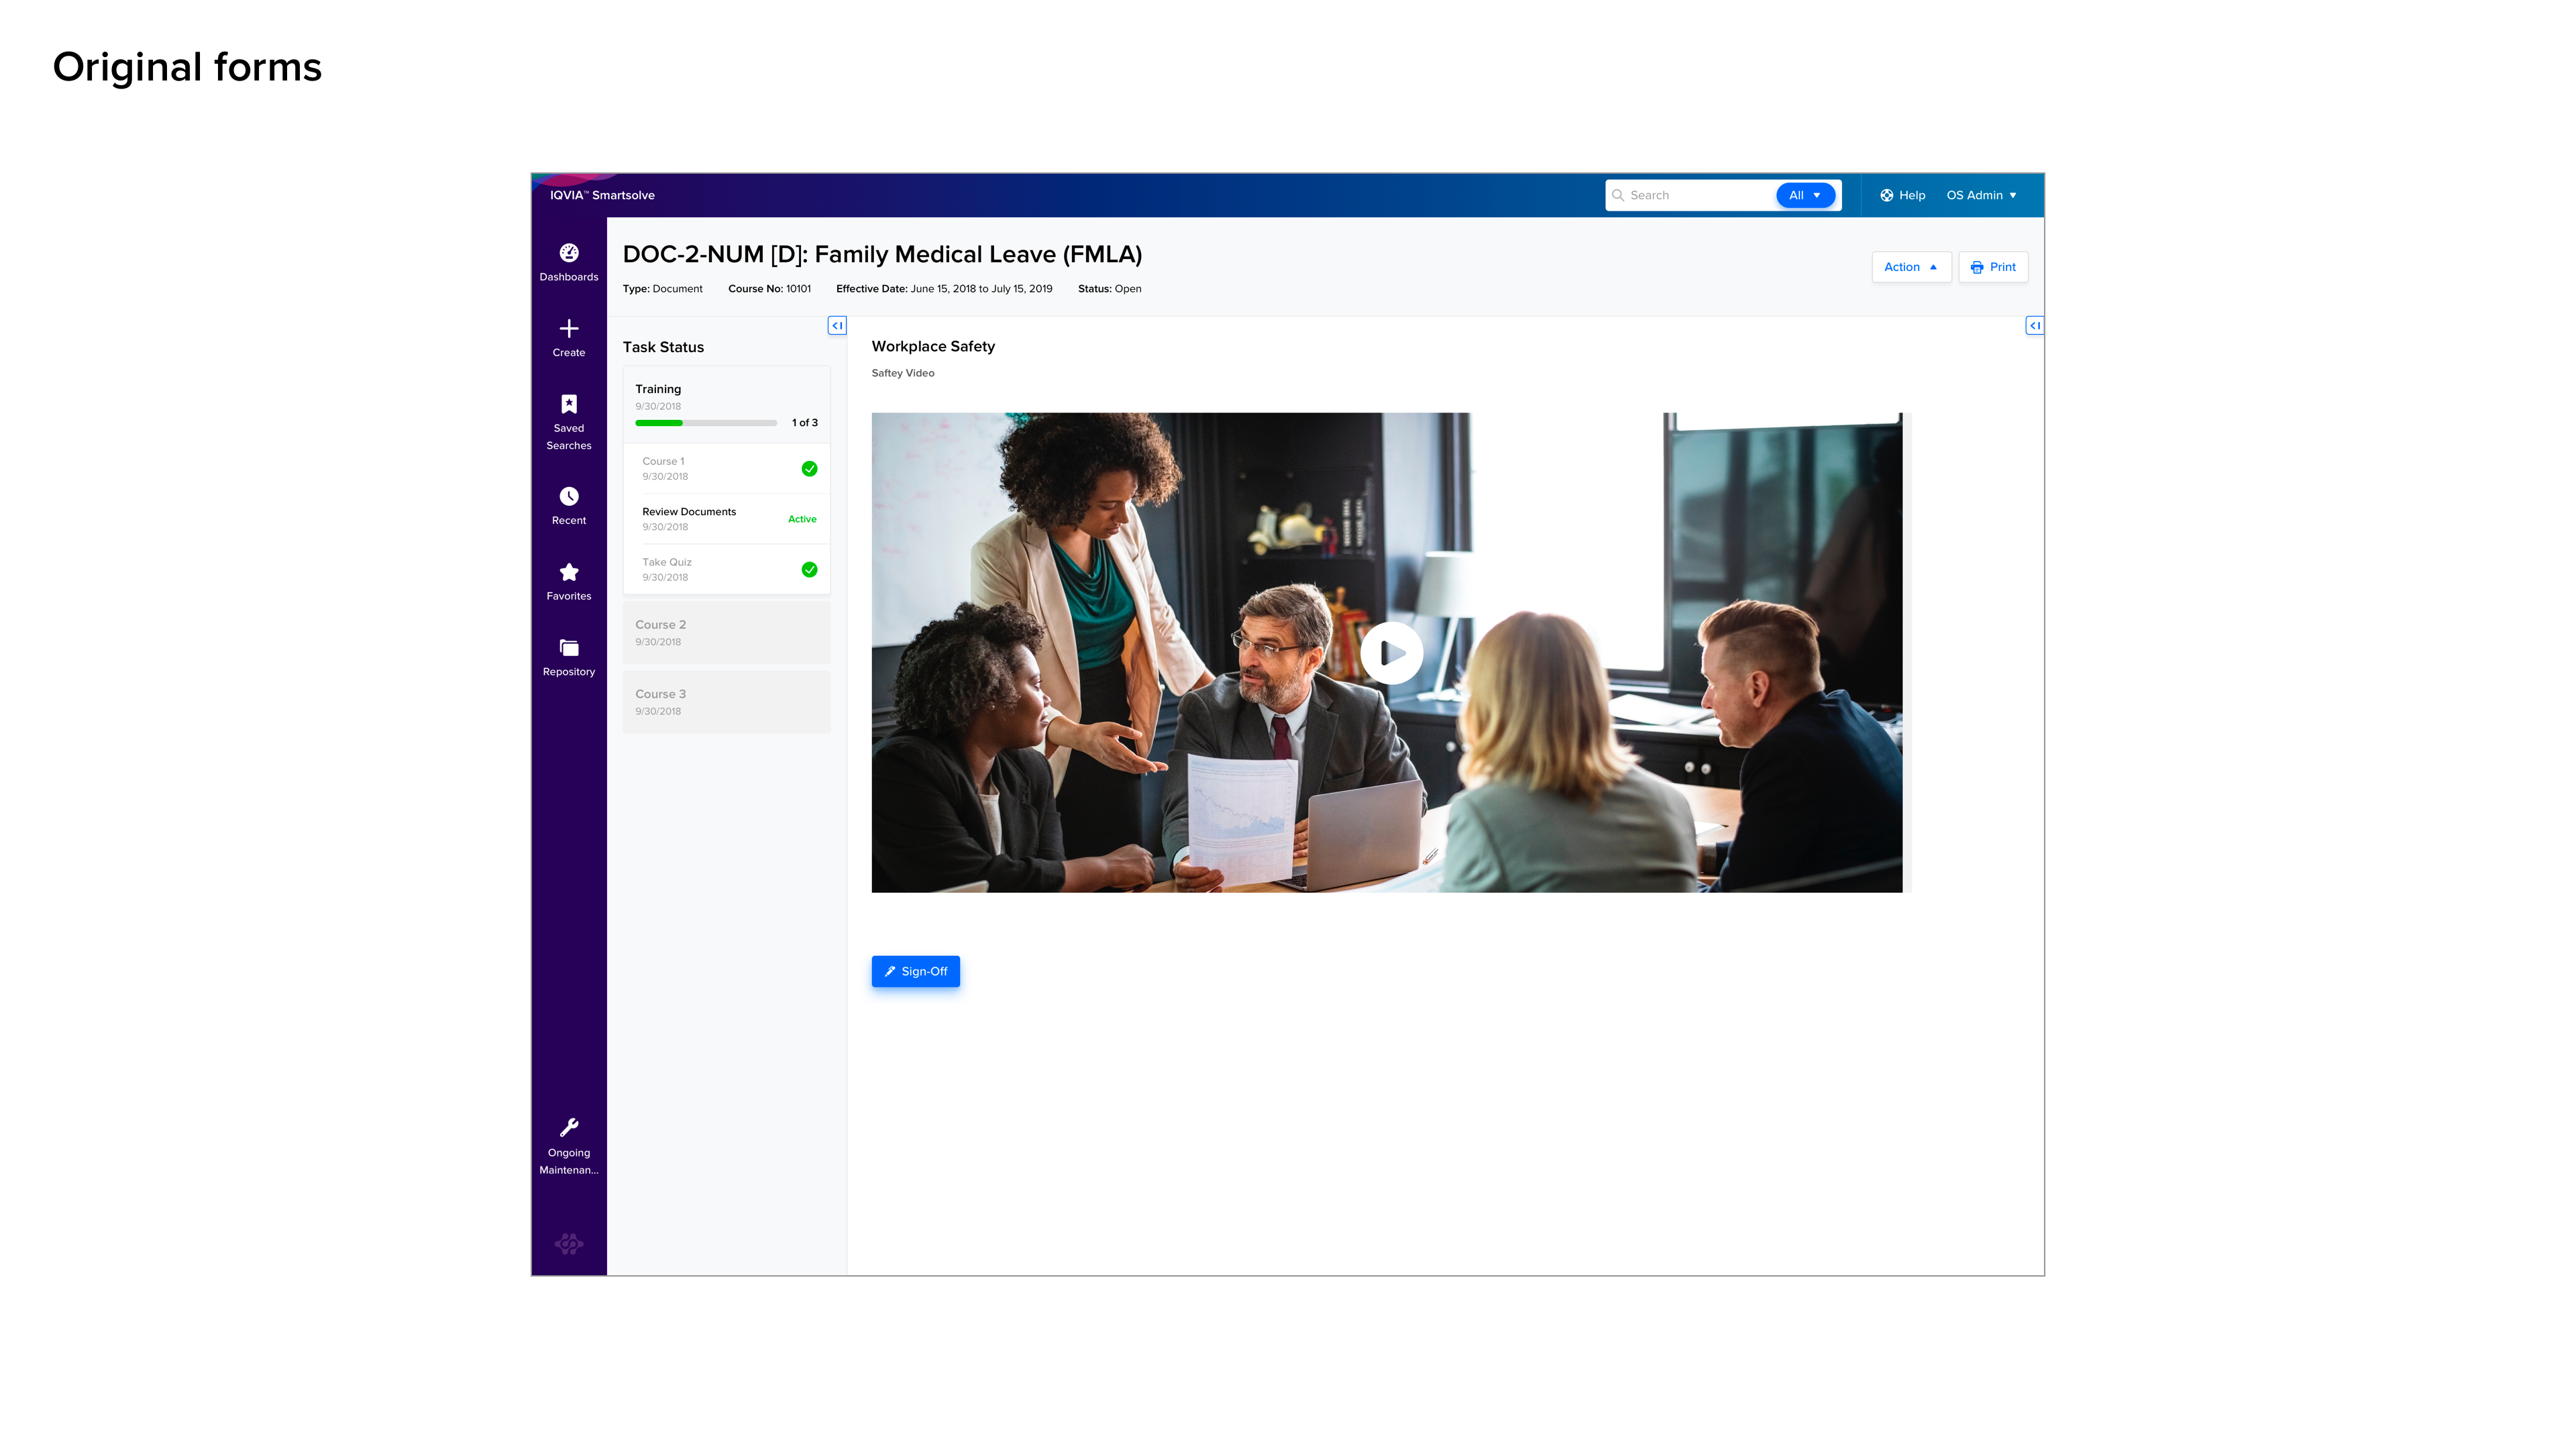 Original forms
IQVIA™ Smartsolve
Search
All
Help
OS Admin
Dashboards
Create
Saved
Searches
Recent
Favorites
Repository
Ongoing
Maintenan...
DOC-2-NUM [D]: Family Medical Leave (FMLA)
Type: Document Course No: 10101 Effective Date: June 15, 2018 to July 15, 2019 Status: Open
Action
Print
Task Status
Training
9/30/2018
1 of 3
Course 1
9/30/2018
Review Documents
9/30/2018
Active
Take Quiz
9/30/2018
Course 2
9/30/2018
Course 3
9/30/2018
Workplace Safety
Saftey Video
Sign-Off